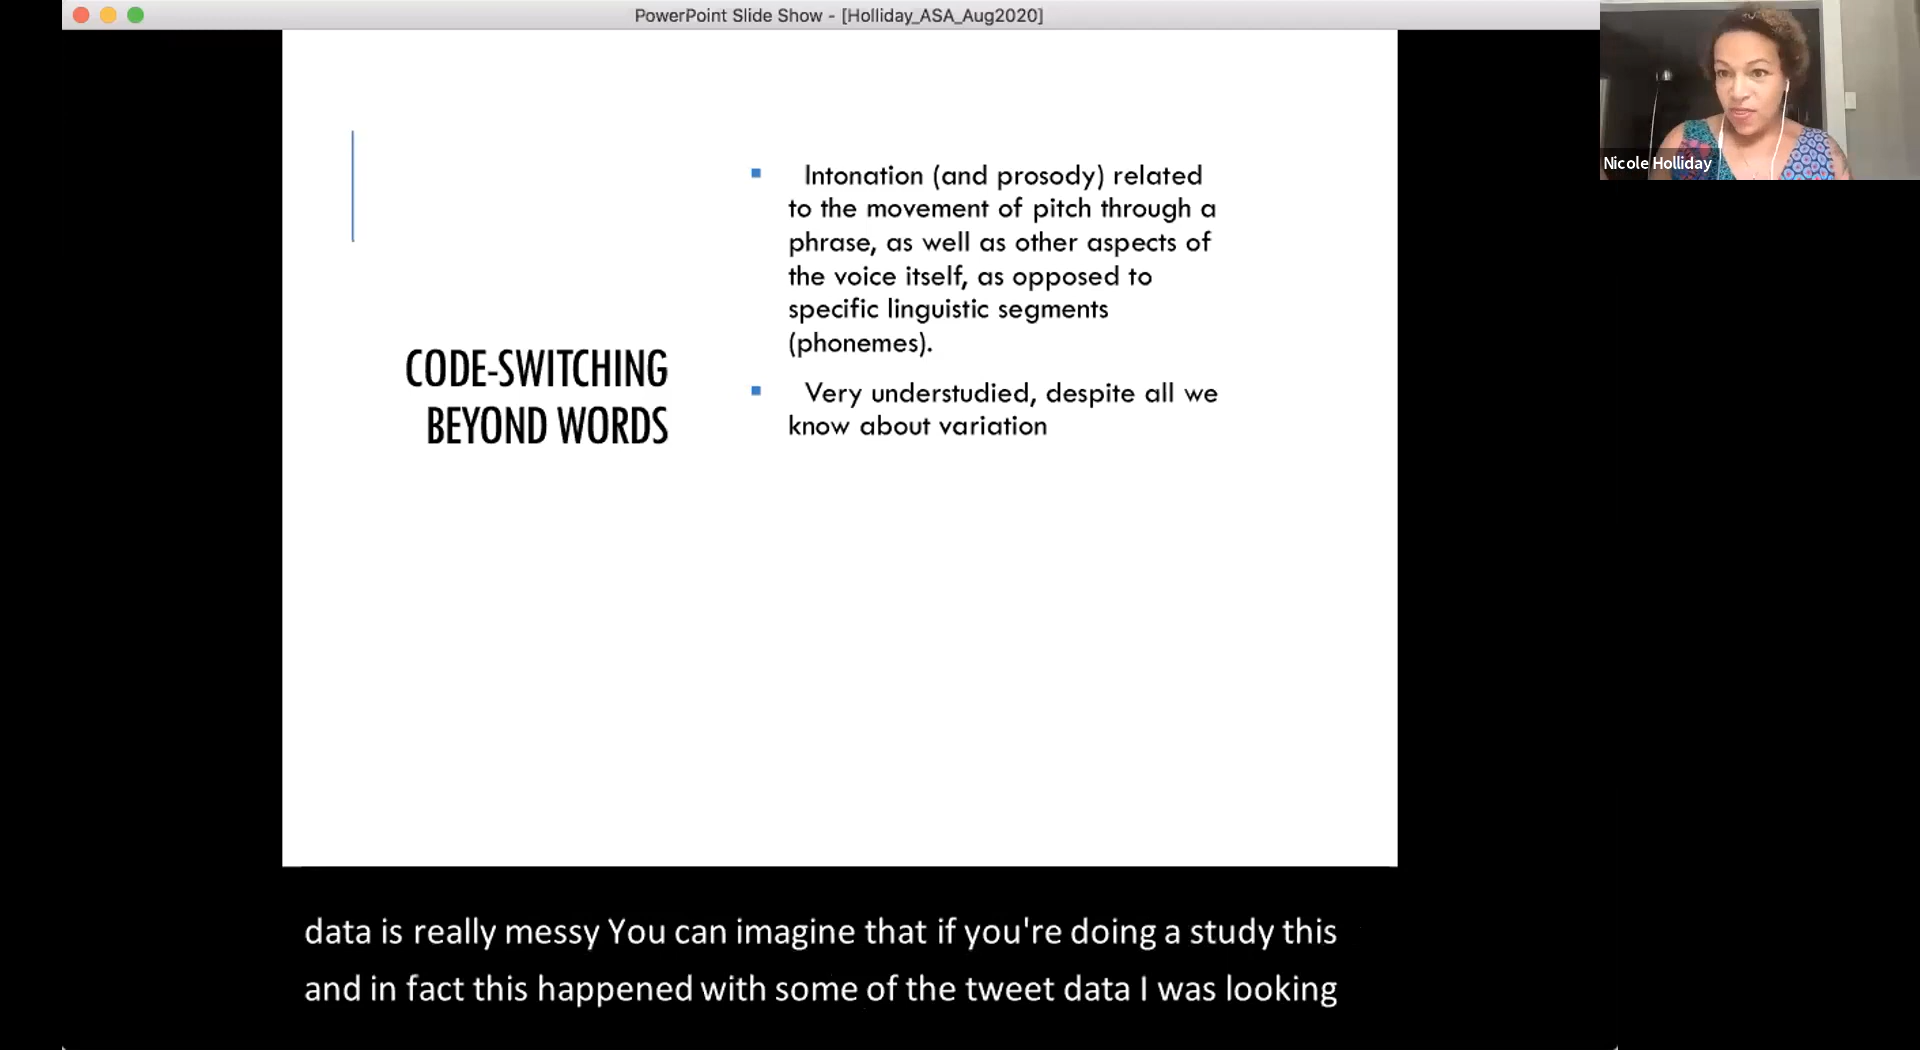 PowerPoint Slide Show - [Holliday_ASA_Aug2020]
Nicole Holliday
CODE-SWITCHING
BEYOND WORDS
Intonation (and prosody) related
to the movement of pitch through a
phrase, as well as other aspects of
the voice itself, as opposed to
specific linguistic segments
(phonemes).
Very understudied, despite all we
know about variation
data is really messy You can imagine that if you're doing a study this
and in fact this happened with some of the tweet data I was looking